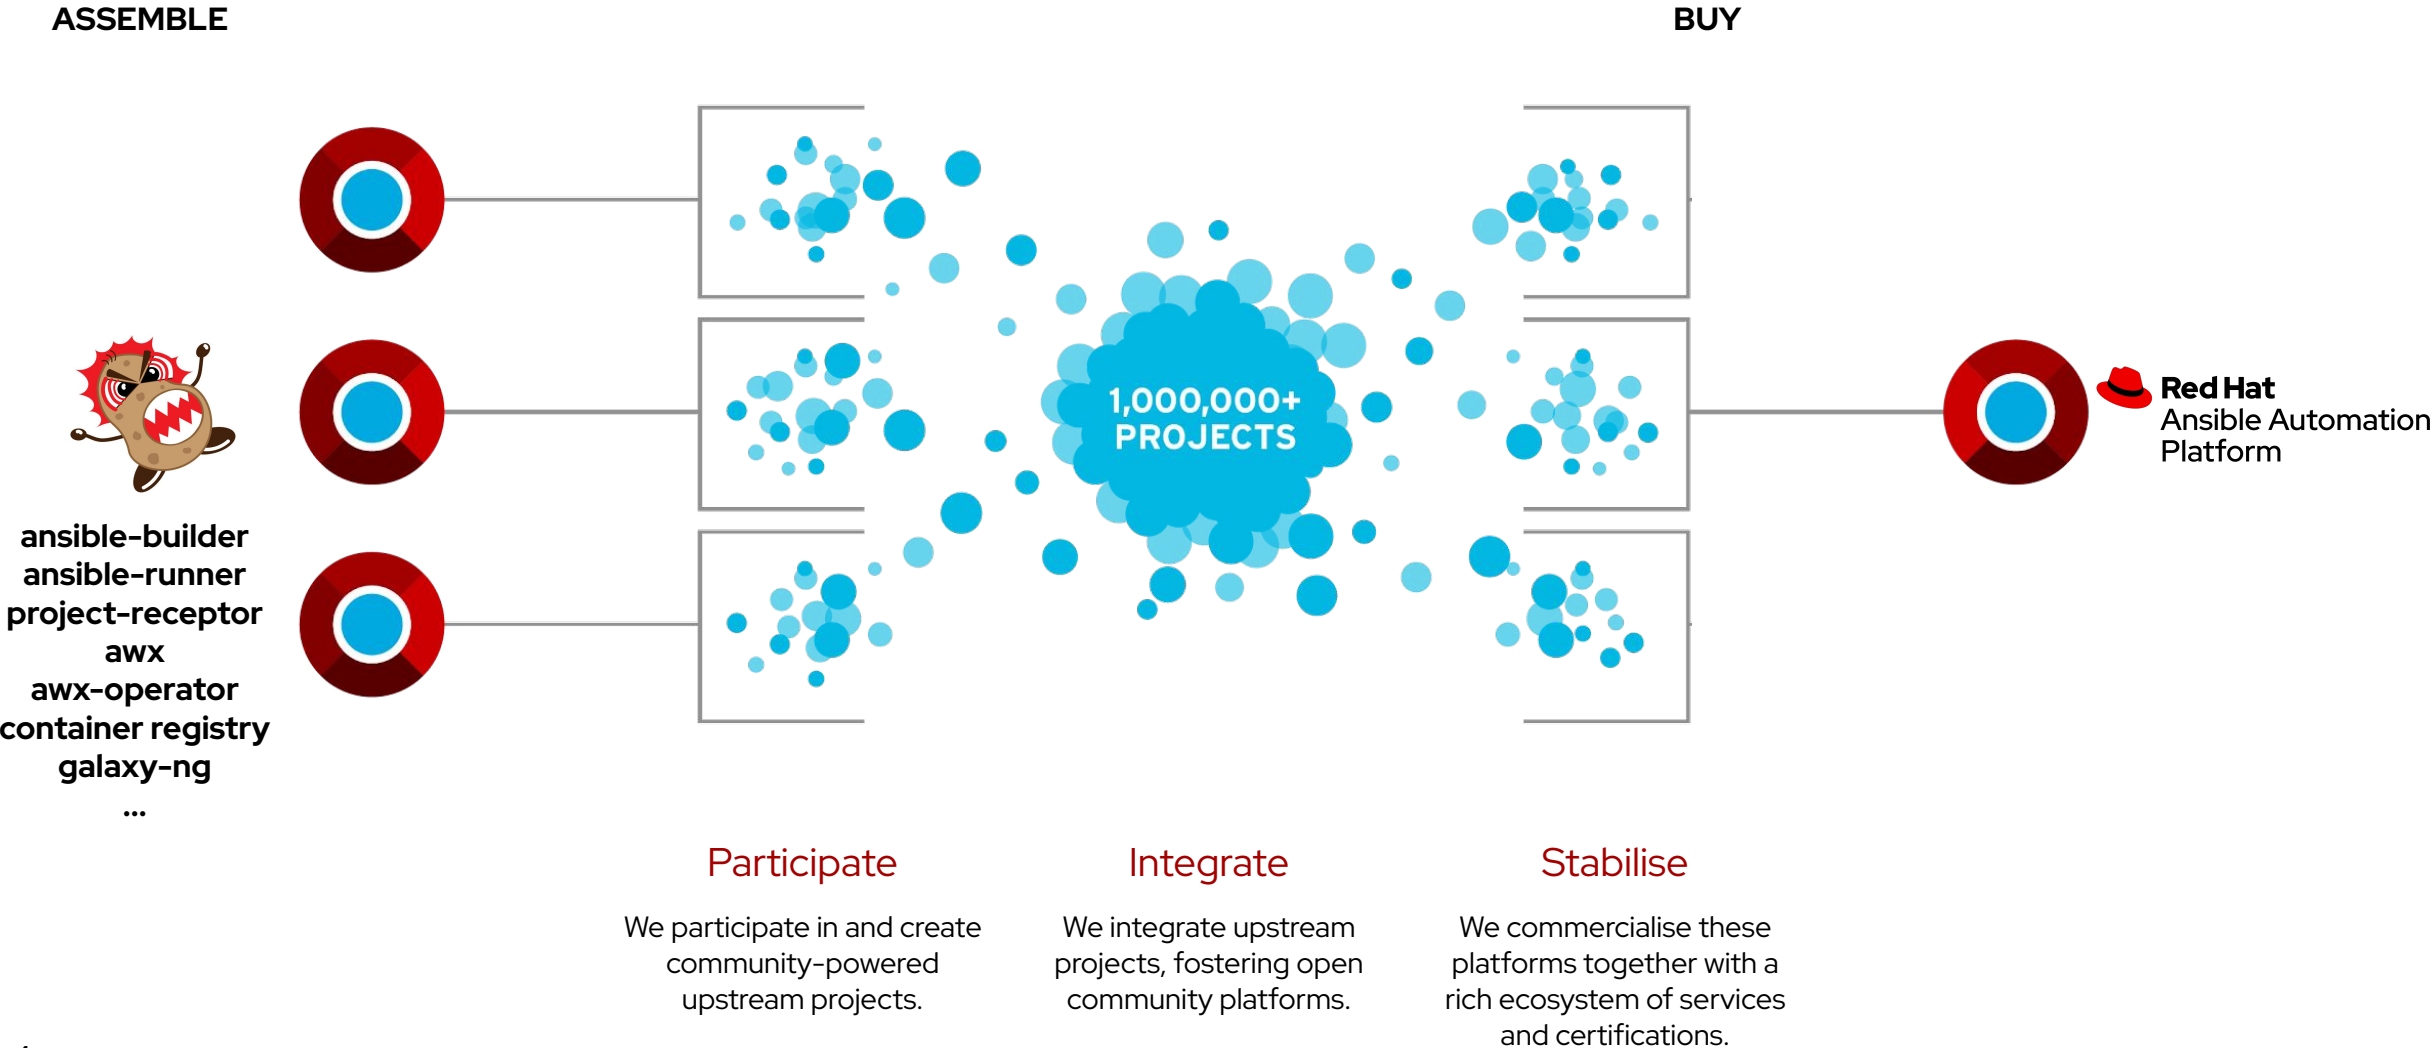 ASSEMBLE
BUY
1,000,000+
PROJECTS
Red Hat
Ansible Automation
Platform
ansible-builder
ansible-runner
project-receptor
awx
awx-operator
container registry
galaxy-ng
...
Participate
We participate in and create
community-powered
upstream projects.
Integrate
We integrate upstream
projects, fostering open
community platforms.
Stabilise
We commercialise these
platforms together with a
rich ecosystem of services
and certifications.